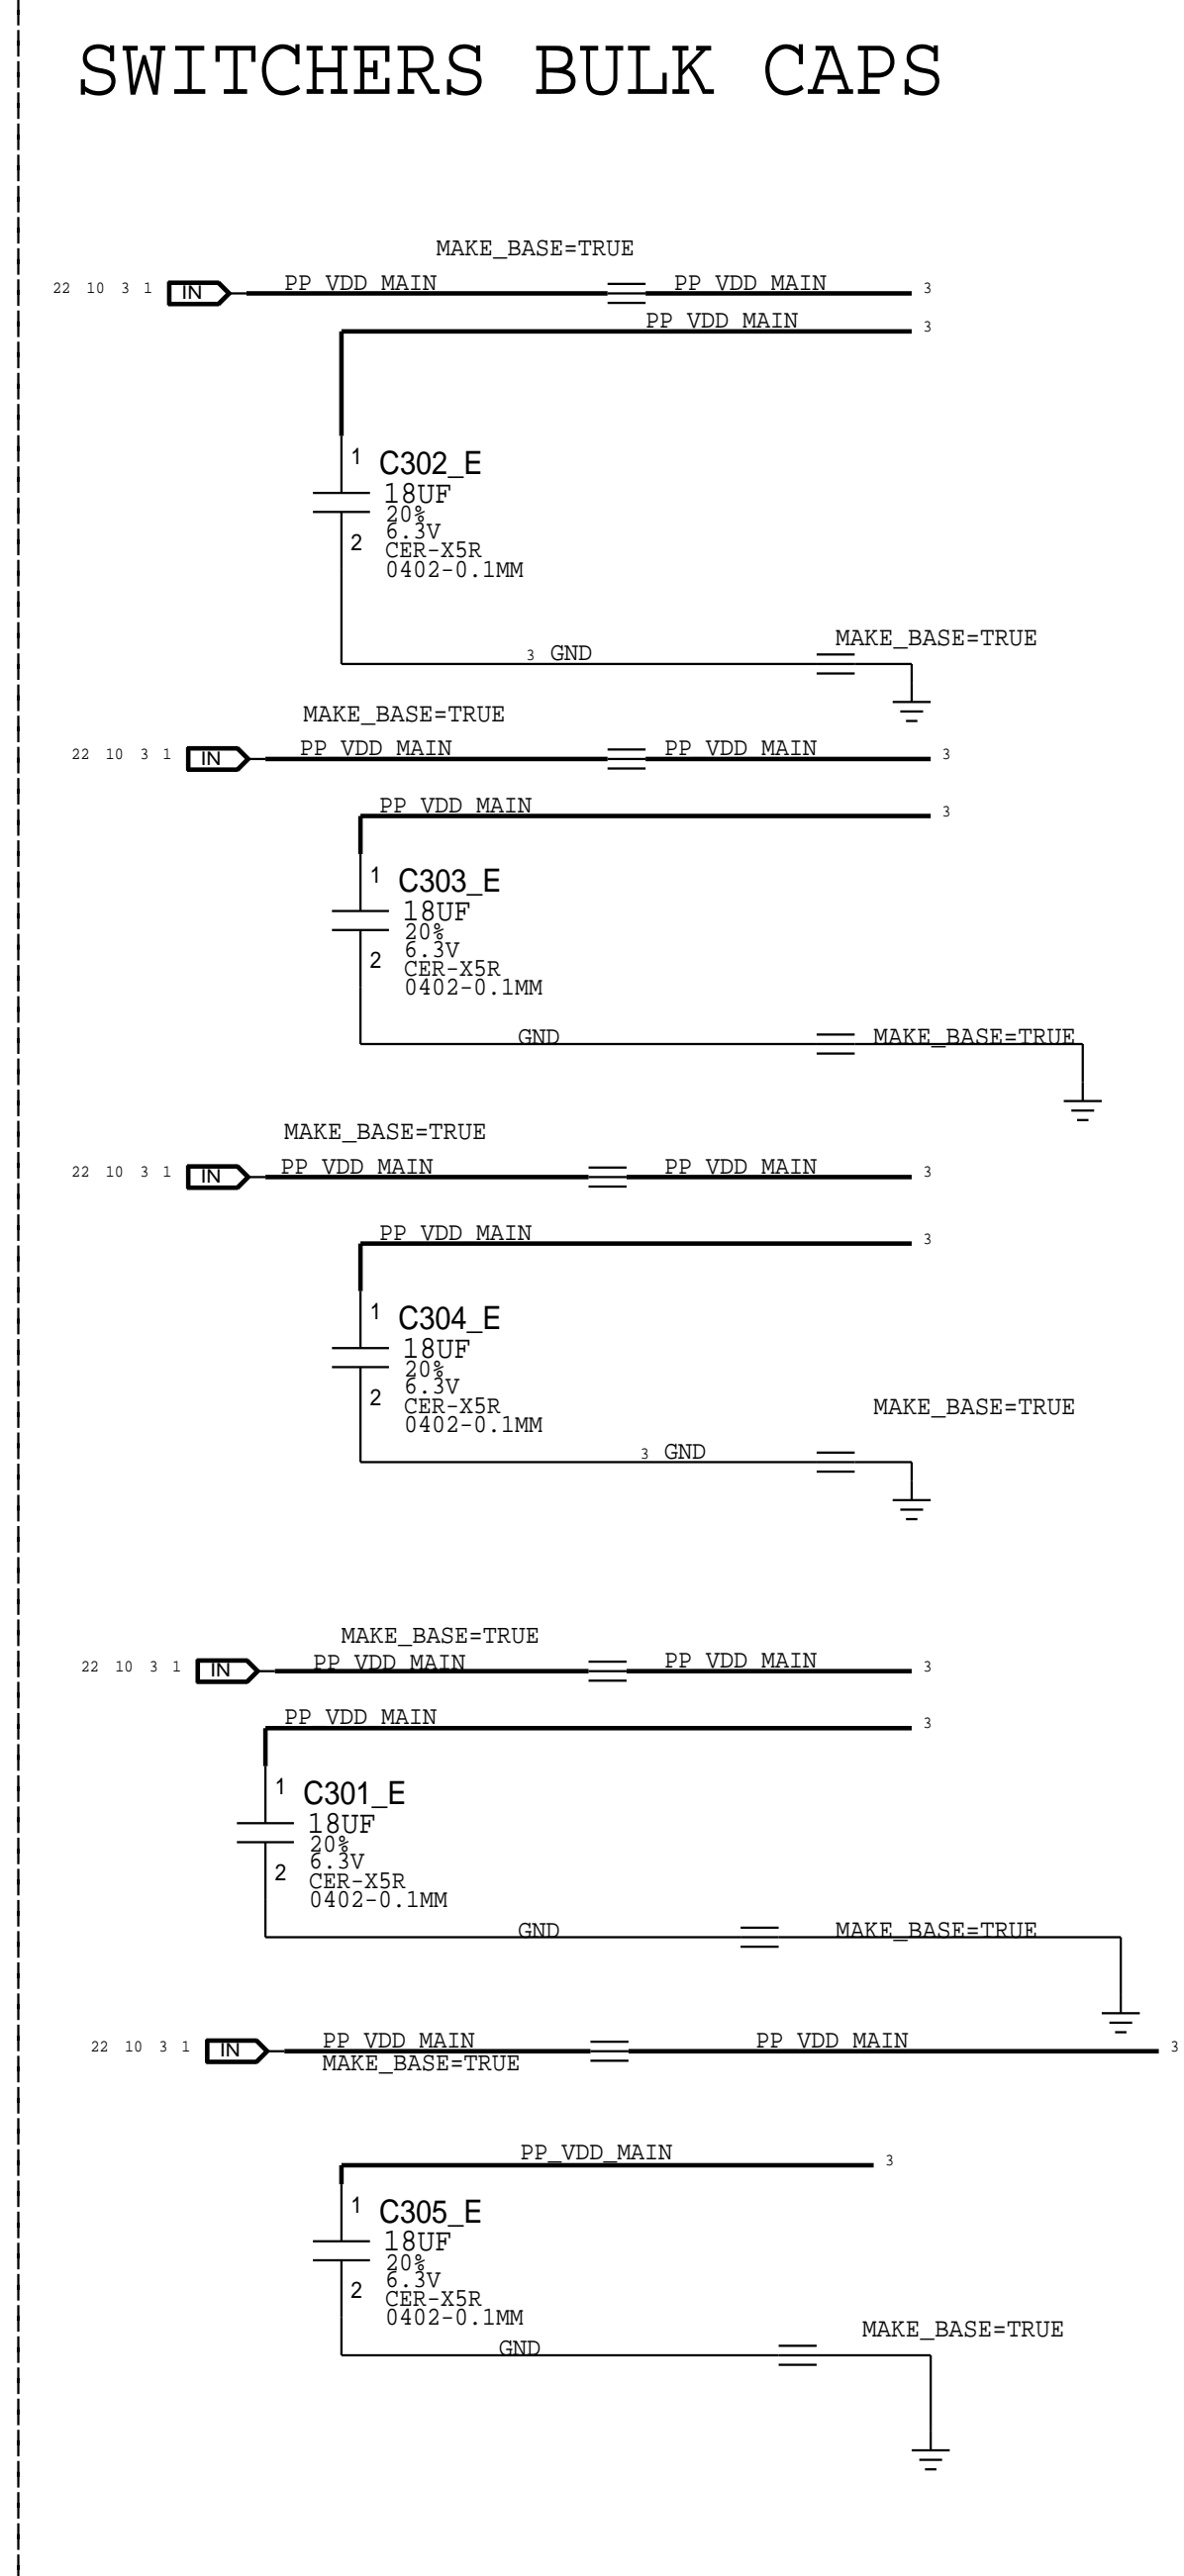 SWITCHERS BULK CAPS
MAKE_BASE=TRUE
22 10 3 1 IN PP_VDD_MAIN PP_VDD_MAIN 3
PP_VDD_MAIN 3
1 C302_E
18UF
20%
6.3V
2 CER-X5R
0402-0.1MM
MAKE_BASE=TRUE
3 GND
MAKE_BASE=TRUE
22 10 3 1 IN PP_VDD_MAIN PP_VDD_MAIN 3
PP_VDD_MAIN 3
1 C303_E
18UF
20%
6.3V
2 CER-X5R
0402-0.1MM
GND MAKE_BASE=TRUE
MAKE_BASE=TRUE
22 10 3 1 IN PP_VDD_MAIN PP_VDD_MAIN 3
PP_VDD_MAIN 3
1 C304_E
18UF
20%
6.3V
2 CER-X5R
0402-0.1MM
MAKE_BASE=TRUE
3 GND
MAKE_BASE=TRUE
22 10 3 1 IN PP_VDD_MAIN PP_VDD_MAIN 3
PP_VDD_MAIN 3
1 C301_E
18UF
20%
6.3V
2 CER-X5R
0402-0.1MM
GND MAKE_BASE=TRUE
22 10 3 1 IN PP_VDD_MAIN PP_VDD_MAIN 3
MAKE_BASE=TRUE
PP_VDD_MAIN 3
1 C305_E
18UF
20%
6.3V
2 CER-X5R
0402-0.1MM
MAKE_BASE=TRUE
GND